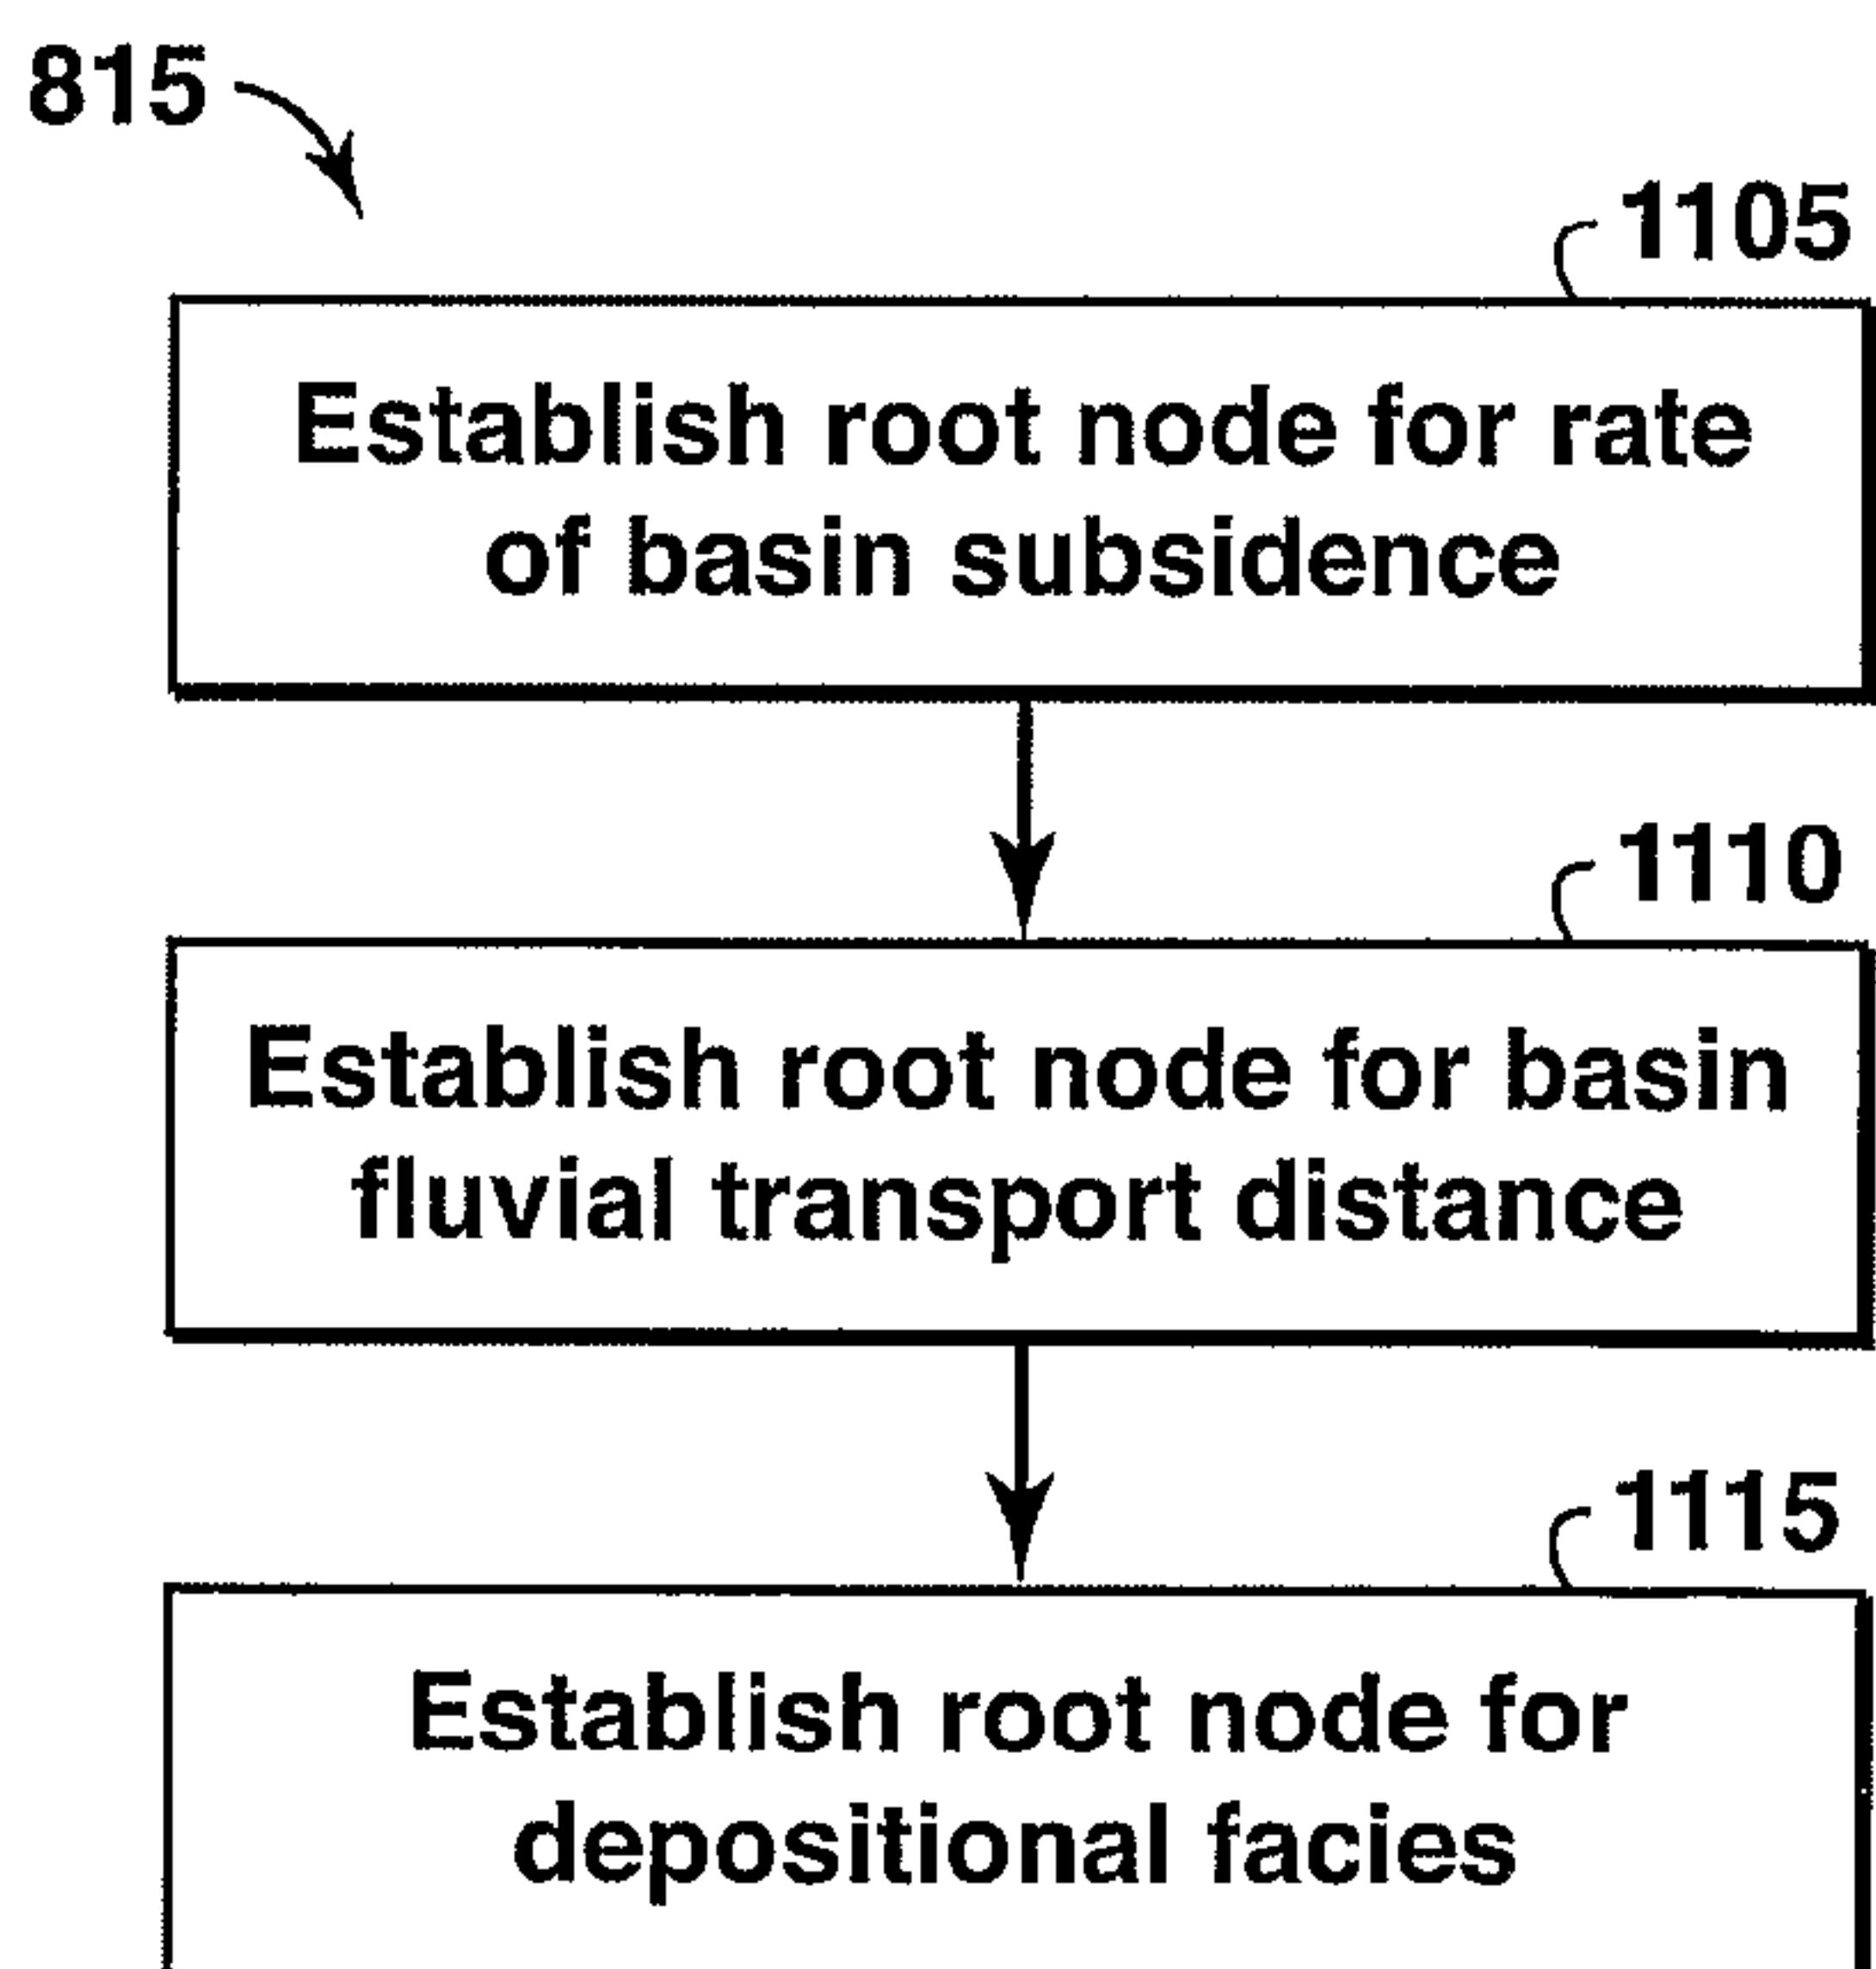 815
1105
Establish root node for rate
of basin subsidence
1110
Establish root node for basin
fluvial transport distance
1115
Establish root node for
depositional facies